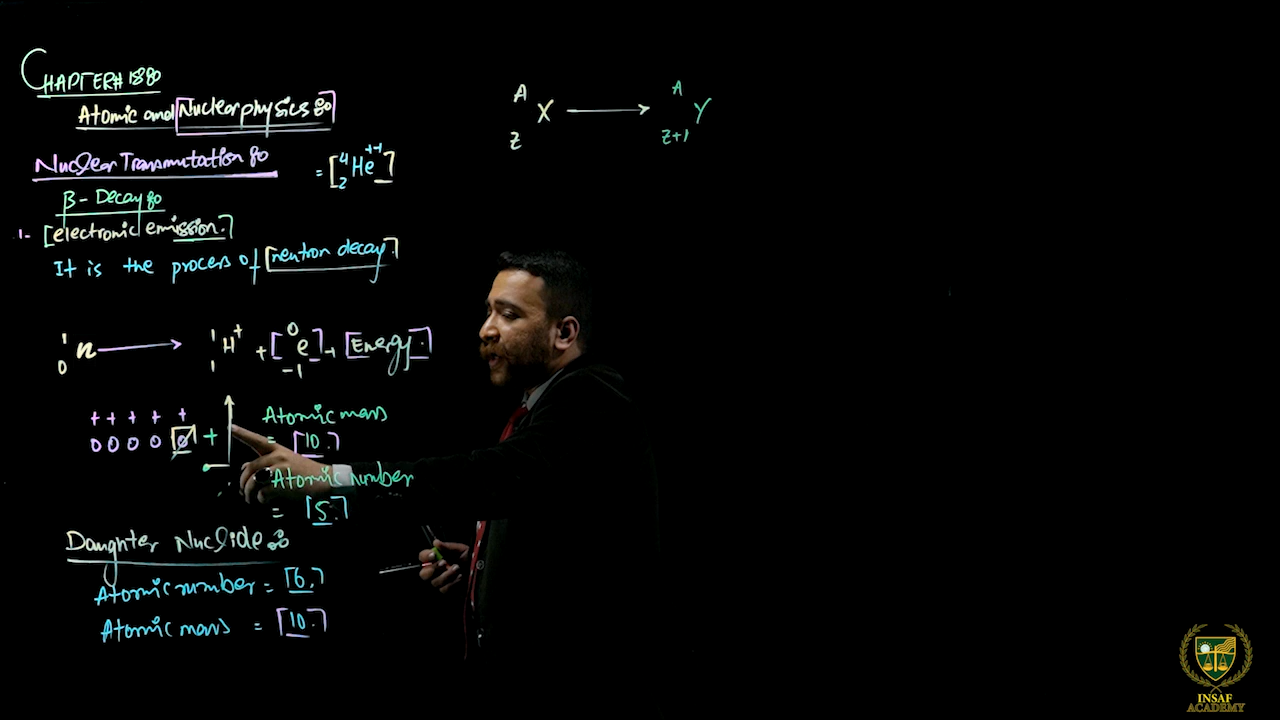 CHAPTER#18:
Atomic and Nuclear physics:
Nuclear Transmutation:
= [⁴₂He⁺⁺]
β - Decay:
1- [electronic emission.]
It is the process of [neutron decay.]
¹₀n ⟶ ¹₁H⁺ + [⁰₋₁e] + [Energy.]
+ + + + +
0 0 0 0 0 +
Atomic mass
= [10.]
Atomic number
= [5.]
Daughter Nuclide:
Atomic number = [6.]
Atomic mass = [10.]
ᴬ_Z X ⟶ ᴬ_Z+1 Y
INSAF
ACADEMY